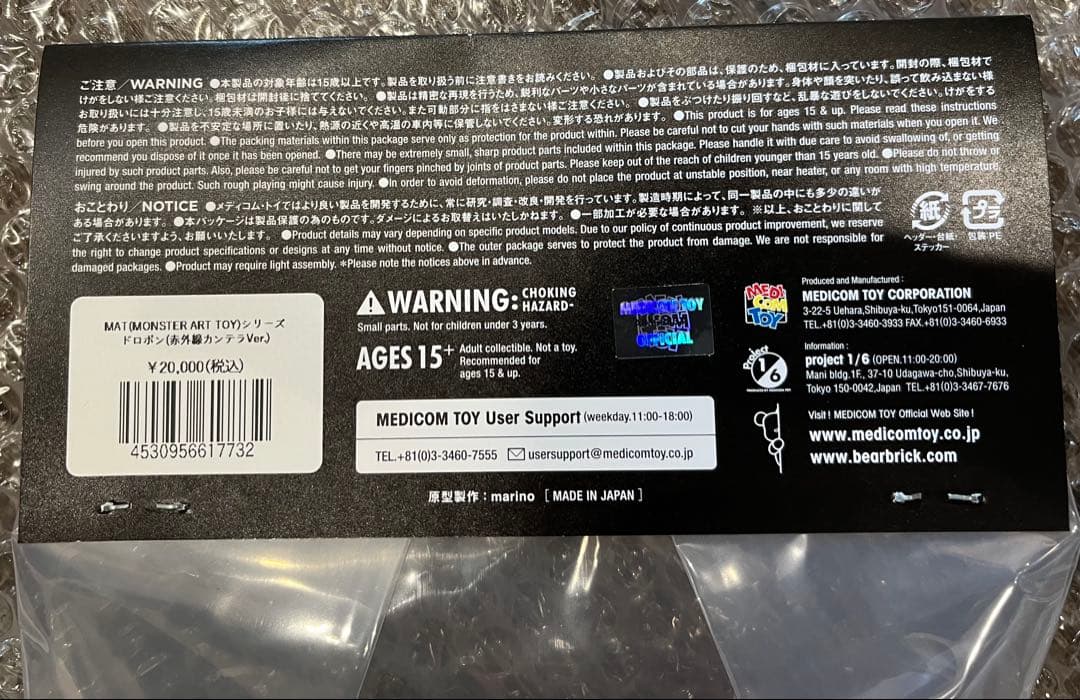 ご注意／WARNING ●本製品の対象年齢は15歳以上です。製品を取り扱う前に注意書きをお読みください。 ●製品およびその部品は、保護のため、梱包材に入っています。開封の際、梱包材で
けがをしない様ご注意ください。梱包材は開封後に捨ててください。 ●製品は精密な再現を行うため、鋭利なパーツや小さなパーツが含まれている場合があります。身体や顔を突いたり、誤って飲み込まない様
お取り扱いには十分注意し、15歳未満のお子様には与えないでください。また可動部分に指をはさまない様ご注意ください。 ●製品をぶつけたり振り回すなど、乱暴な遊びをしないでください。けがをする
危険があります。 ●製品を不安定な場所に置いたり、熱源の近くや高温の車内等に保管しないでください。変形する恐れがあります。 ●This product is for ages 15 & up. Please read these instructions
before you open this product. ●The packing materials within this package serve only as protection for the product within. Please be careful not to cut your hands with such materials when you open it. We
recommend you dispose of it once it has been opened. ●There may be extremely small, sharp product parts included within this package. Please handle it with due care to avoid swallowing of, or getting
injured by such product parts. Also, please be careful not to get your fingers pinched by joints of product parts. Please keep out of the reach of children younger than 15 years old. ●Please do not throw or
swing around the product. Such rough playing might cause injury. ●In order to avoid deformation, please do not place the product at unstable position, near heater, or any room with high temperature.
おことわり／NOTICE ●メディコム・トイではより良い製品を開発するために、常に研究・調査・改良・開発を行っています。製造時期によって、同一製品の中にも多少の違いが
ある場合があります。 ●本パッケージは製品保護の為のものです。ダメージによるお取替えはいたしかねます。 ●一部加工が必要な場合があります。 ※以上、おことわりに関して
ご了承くださいますよう、お願いいたします。 ●Product details may vary depending on specific product models. Due to our policy of continuous product improvement, we reserve
the right to change product specifications or designs at any time without notice. ●The outer package serves to protect the product from damage. We are not responsible for
damaged packages. ●Product may require light assembly. *Please note the notices above in advance.
紙
ヘッダー・台紙・
ステッカー
プラ
包装:PE
MAT(MONSTER ART TOY)シリーズ
ドロボン(赤外線カンテラVer.)
￥20,000(税込)
4530956617732
WARNING: CHOKING
HAZARD-
Small parts. Not for children under 3 years.
AGES 15+ Adult collectible. Not a toy.
Recommended for
ages 15 & up.
MEDICOM TOY
OFFICIAL
MEDICOM TOY User Support (weekday.11:00-18:00)
TEL.+81(0)3-3460-7555 usersupport@medicomtoy.co.jp
原型製作：marino [ MADE IN JAPAN ]
MEDI
COM
TOY
Produced and Manufactured :
MEDICOM TOY CORPORATION
3-22-5 Uehara,Shibuya-ku,Tokyo151-0064,Japan
TEL.+81(0)3-3460-3933 FAX.+81(0)3-3460-6933
Project
1/6
Information :
project 1/6 (OPEN.11:00-20:00)
Mani bldg.1F., 37-10 Udagawa-cho,Shibuya-ku,
Tokyo 150-0042,Japan TEL.+81(0)3-3467-7676
Visit ! MEDICOM TOY Official Web Site !
www.medicomtoy.co.jp
www.bearbrick.com